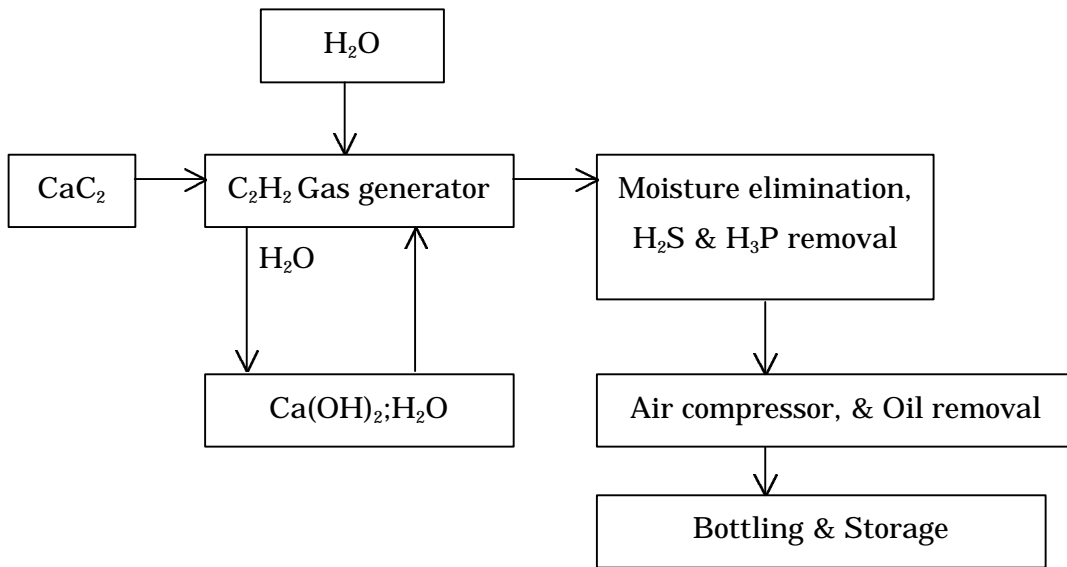 H₂O
CaC₂
C₂H₂ Gas generator
Moisture elimination,
H₂S & H₃P removal
H₂O
Ca(OH)₂;H₂O
Air compressor, & Oil removal
Bottling & Storage